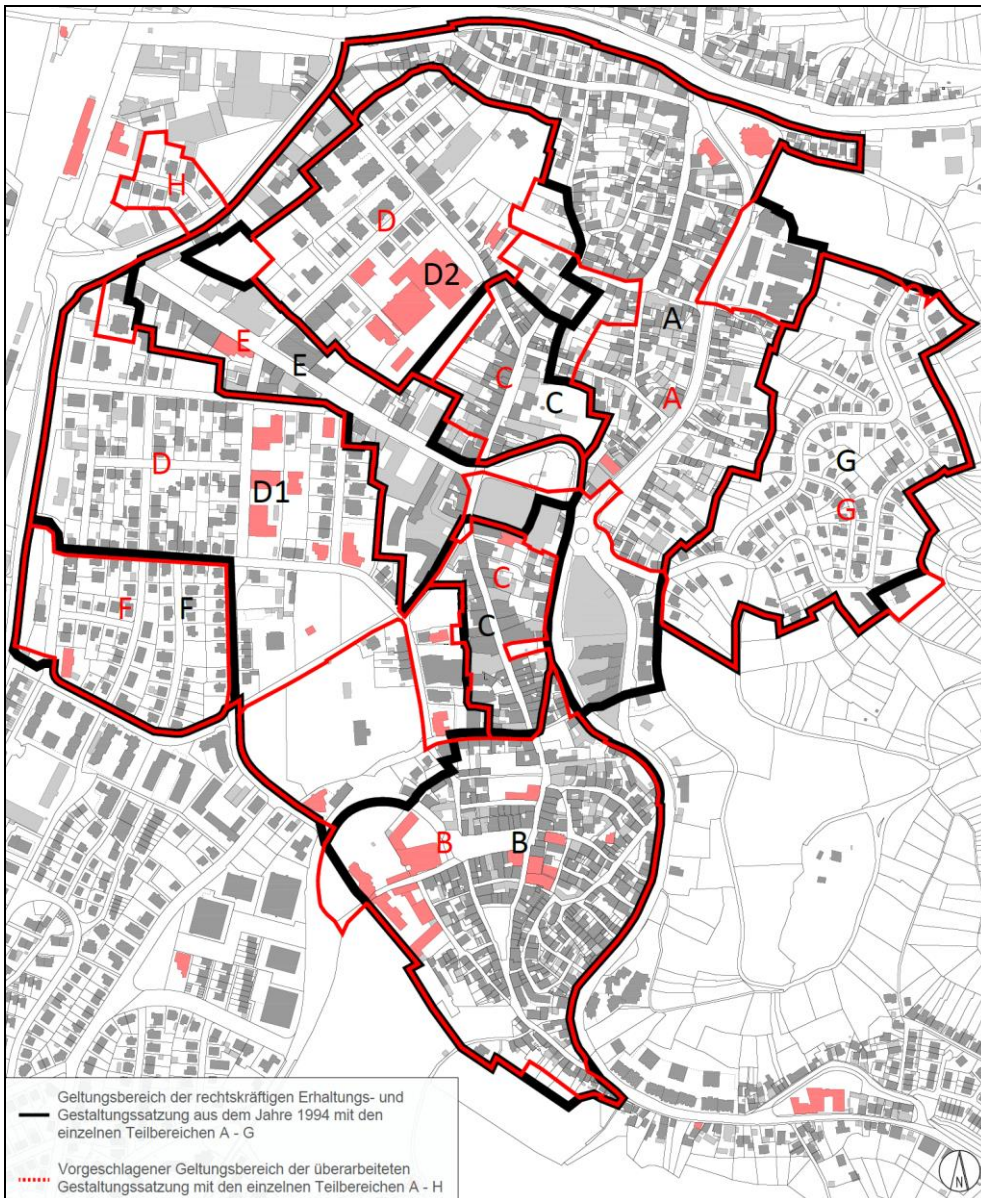 H
D
D2
A
E
E
C
C
A
G
G
D
D1
C
C
F
F
B
B
Geltungsbereich der rechtskräftigen Erhaltungs- und
Gestaltungssatzung aus dem Jahre 1994 mit den
einzelnen Teilbereichen A - G
Vorgeschlagener Geltungsbereich der überarbeiteten
Gestaltungssatzung mit den einzelnen Teilbereichen A - H
N